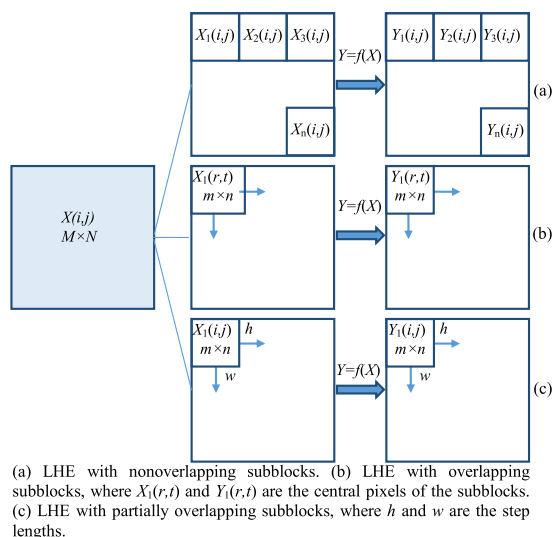 X₁(i,j) X₂(i,j) X₃(i,j)
Y=f(X)
Y₁(i,j) Y₂(i,j) Y₃(i,j)
(a)
Xₙ(i,j)
Yₙ(i,j)
X(i,j)
M×N
X₁(r,t)
m×n
Y=f(X)
Y₁(r,t)
m×n
(b)
X₁(i,j) h
m×n
w
Y=f(X)
Y₁(i,j) h
m×n
w
(c)
(a) LHE with nonoverlapping subblocks. (b) LHE with overlapping
subblocks, where X₁(r,t) and Y₁(r,t) are the central pixels of the subblocks.
(c) LHE with partially overlapping subblocks, where h and w are the step
lengths.